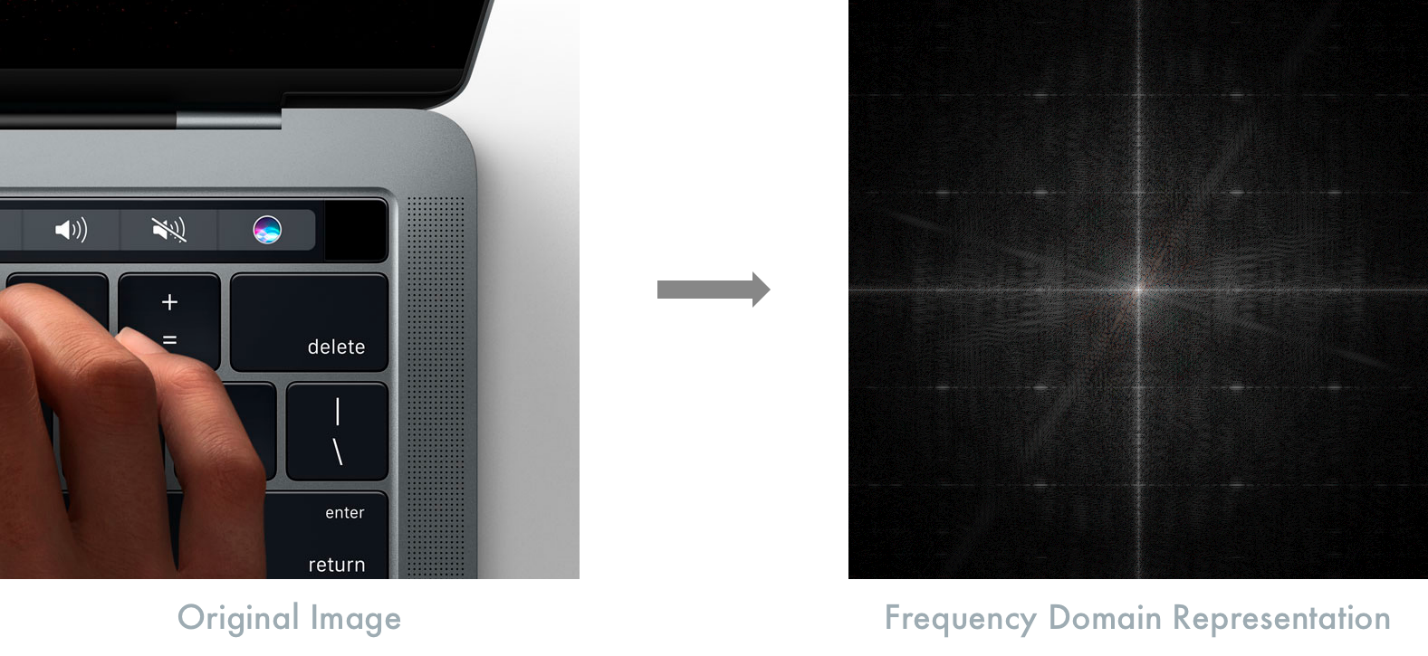 +
=
delete
|
\
enter
return
Original Image
Frequency Domain Representation